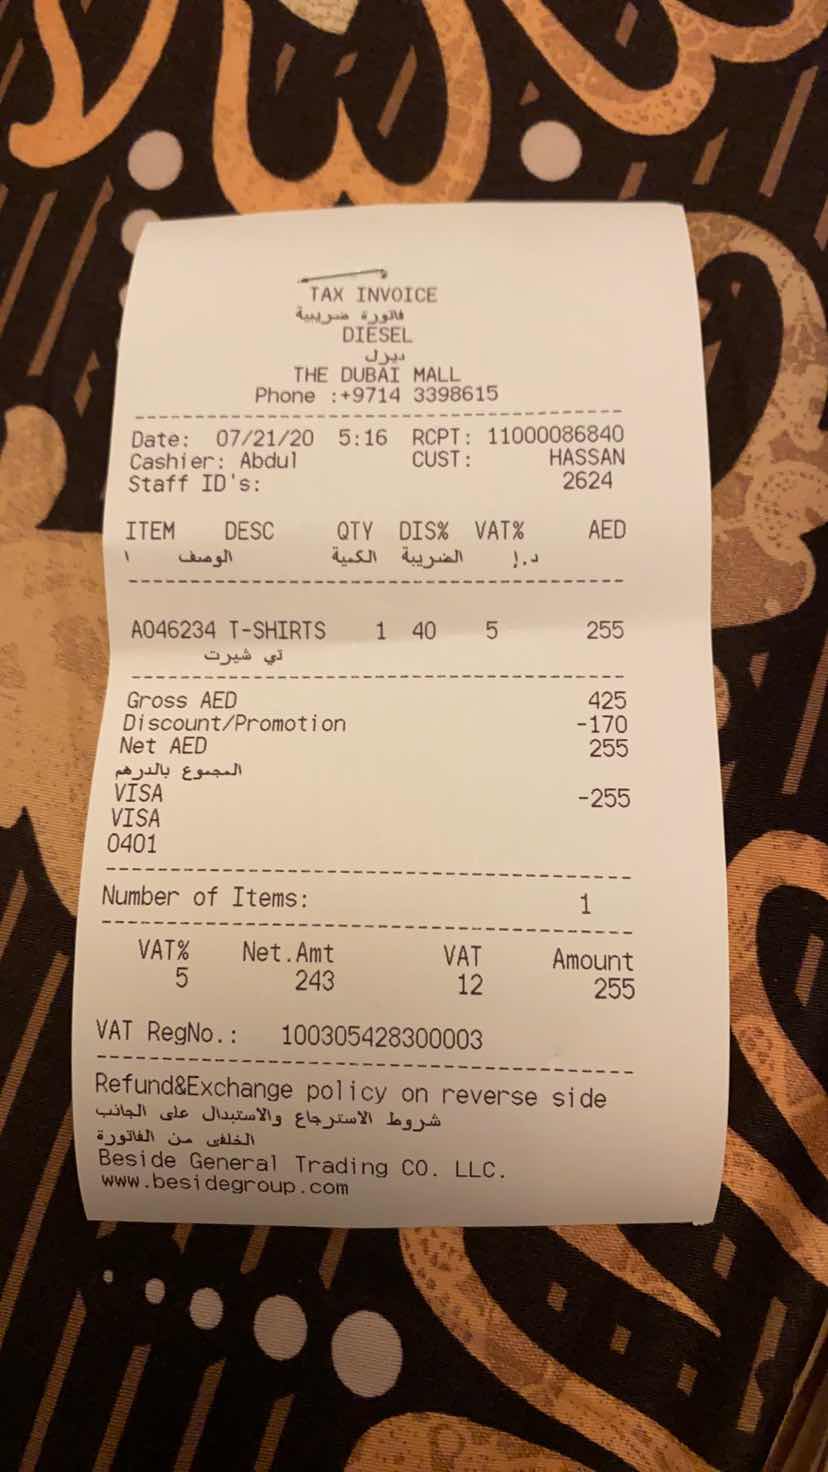 TAX INVOICE
فاتورة ضريبية
DIESEL
ديزل
THE DUBAI MALL
Phone :+9714 3398615
Date: 07/21/20 5:16 RCPT: 11000086840
Cashier: Abdul CUST: HASSAN
Staff ID's: 2624
ITEM DESC QTY DIS% VAT% AED
ا الوصف الكمية الضريبة د.إ
A046234 T-SHIRTS 1 40 5 255
تي شيرت
Gross AED 425
Discount/Promotion -170
Net AED 255
المجموع بالدرهم
VISA -255
VISA
0401
Number of Items: 1
VAT% Net.Amt VAT Amount
5 243 12 255
VAT RegNo.: 100305428300003
Refund&Exchange policy on reverse side
شروط الاسترجاع والاستبدال على الجانب
الخلفى من الفاتورة
Beside General Trading CO. LLC.
www.besidegroup.com